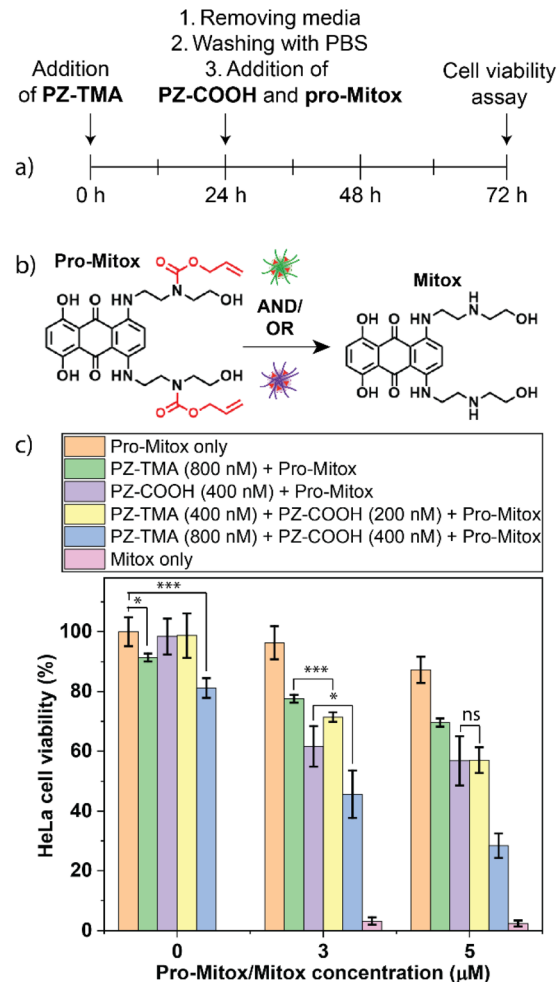 1. Removing media
2. Washing with PBS
3. Addition of
PZ-COOH and pro-Mitox
Addition
of PZ-TMA
Cell viability
assay
a)
0 h
24 h
48 h
72 h
b)
Pro-Mitox
O
O
N
OH
OH
O
HN
AND/
OR
OH
O
HN
N
OH
O
O
Mitox
H
N
OH
OH
O
HN
OH
O
HN
N
H
OH
c)
Pro-Mitox only
PZ-TMA (800 nM) + Pro-Mitox
PZ-COOH (400 nM) + Pro-Mitox
PZ-TMA (400 nM) + PZ-COOH (200 nM) + Pro-Mitox
PZ-TMA (800 nM) + PZ-COOH (400 nM) + Pro-Mitox
Mitox only
HeLa cell viability (%)
100
80
60
40
20
0
***
*
***
*
ns
0
3
5
Pro-Mitox/Mitox concentration (μM)